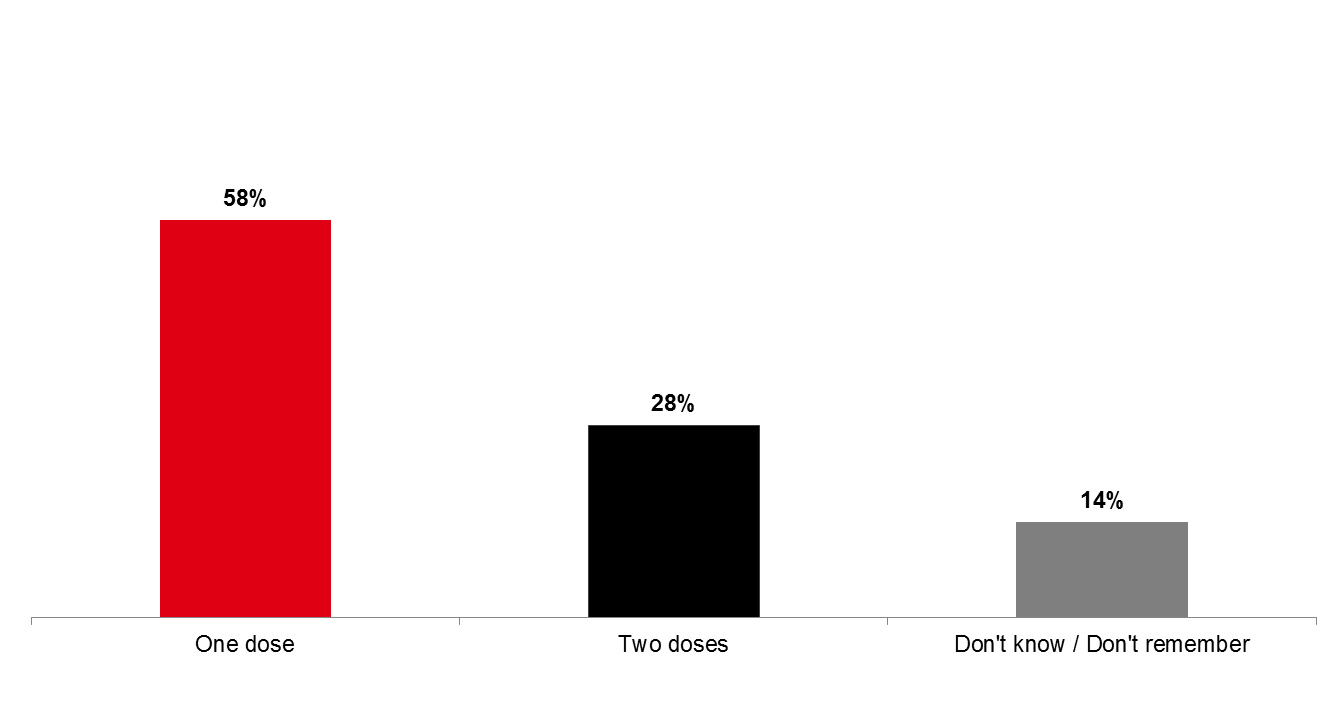 58%
28%
14%
One dose
Two doses
Don't know / Don't remember